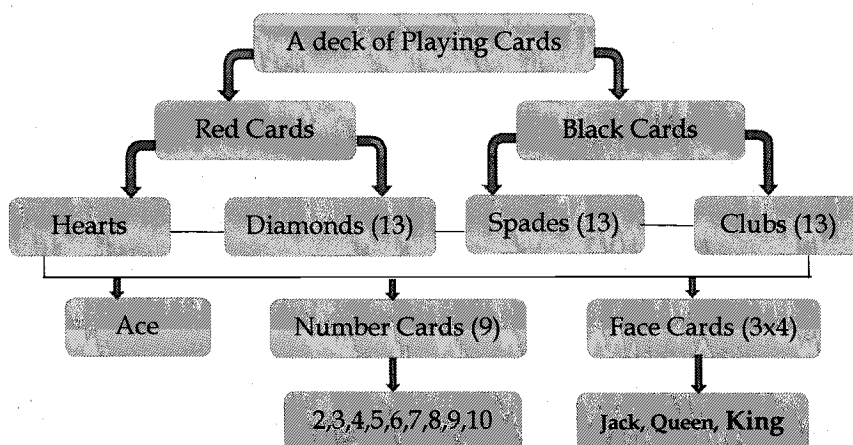 A deck of Playing Cards
Red Cards
Black Cards
Hearts
Diamonds (13)
Spades (13)
Clubs (13)
Ace
Number Cards (9)
Face Cards (3x4)
2,3,4,5,6,7,8,9,10
Jack, Queen, King